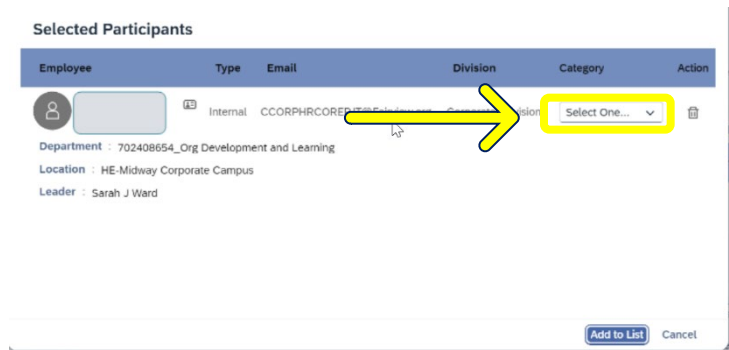 Selected Participants
Employee Type Email Division Category Action
Internal Select One...
Department : 702408654_Org Development and Learning
Location : HE-Midway Corporate Campus
Leader : Sarah J Ward
Add to List Cancel